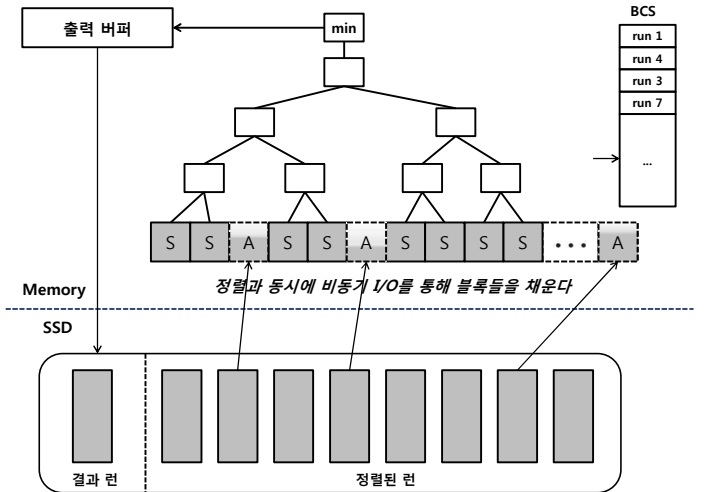 출력 버퍼
min
BCS
run 1
run 4
run 3
run 7
...
S S A S S A S S S S ... A
정렬과 동시에 비동기 I/O를 통해 블록들을 채운다
Memory
SSD
결과 런
정렬된 런